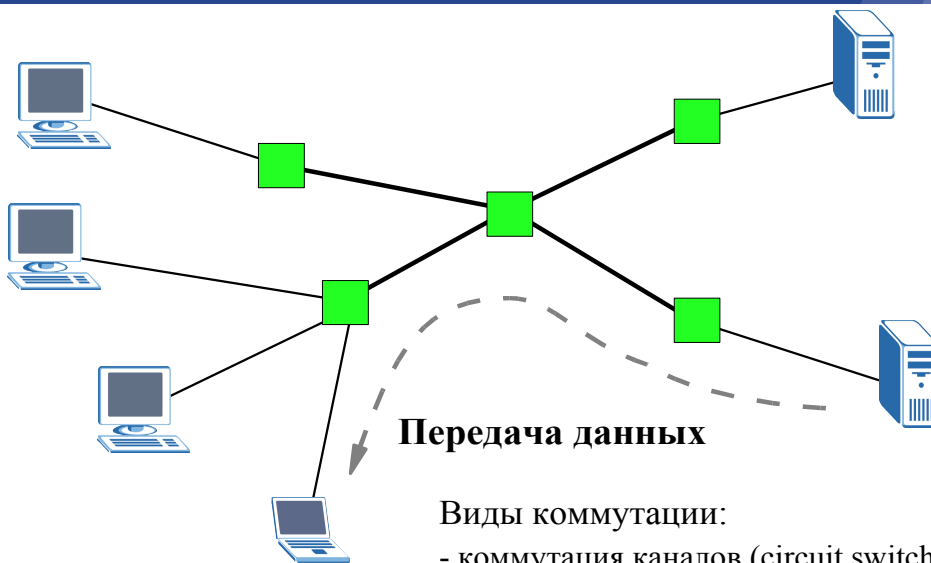 Передача данных
Виды коммутации:
- коммутация каналов (circuit switch